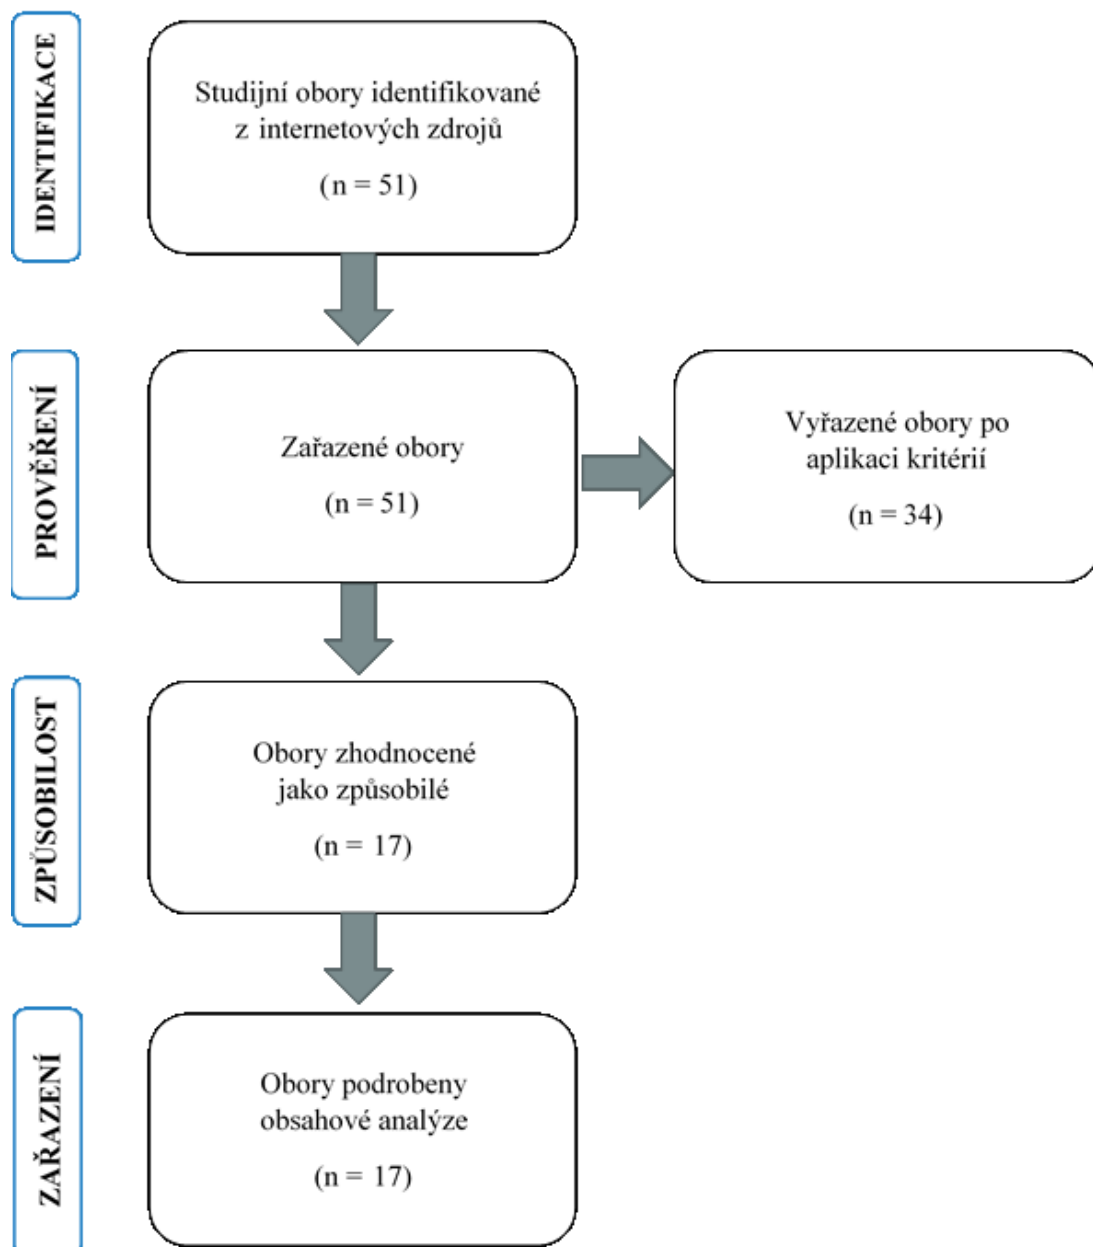 IDENTIFIKACE
Studijní obory identifikované
z internetových zdrojů
(n = 51)
PROVĚŘENÍ
Zařazené obory
(n = 51)
Vyřazené obory po
aplikaci kritérií
(n = 34)
ZPŮSOBILOST
Obory zhodnocené
jako způsobilé
(n = 17)
ZAŘAZENÍ
Obory podrobeny
obsahové analýze
(n = 17)